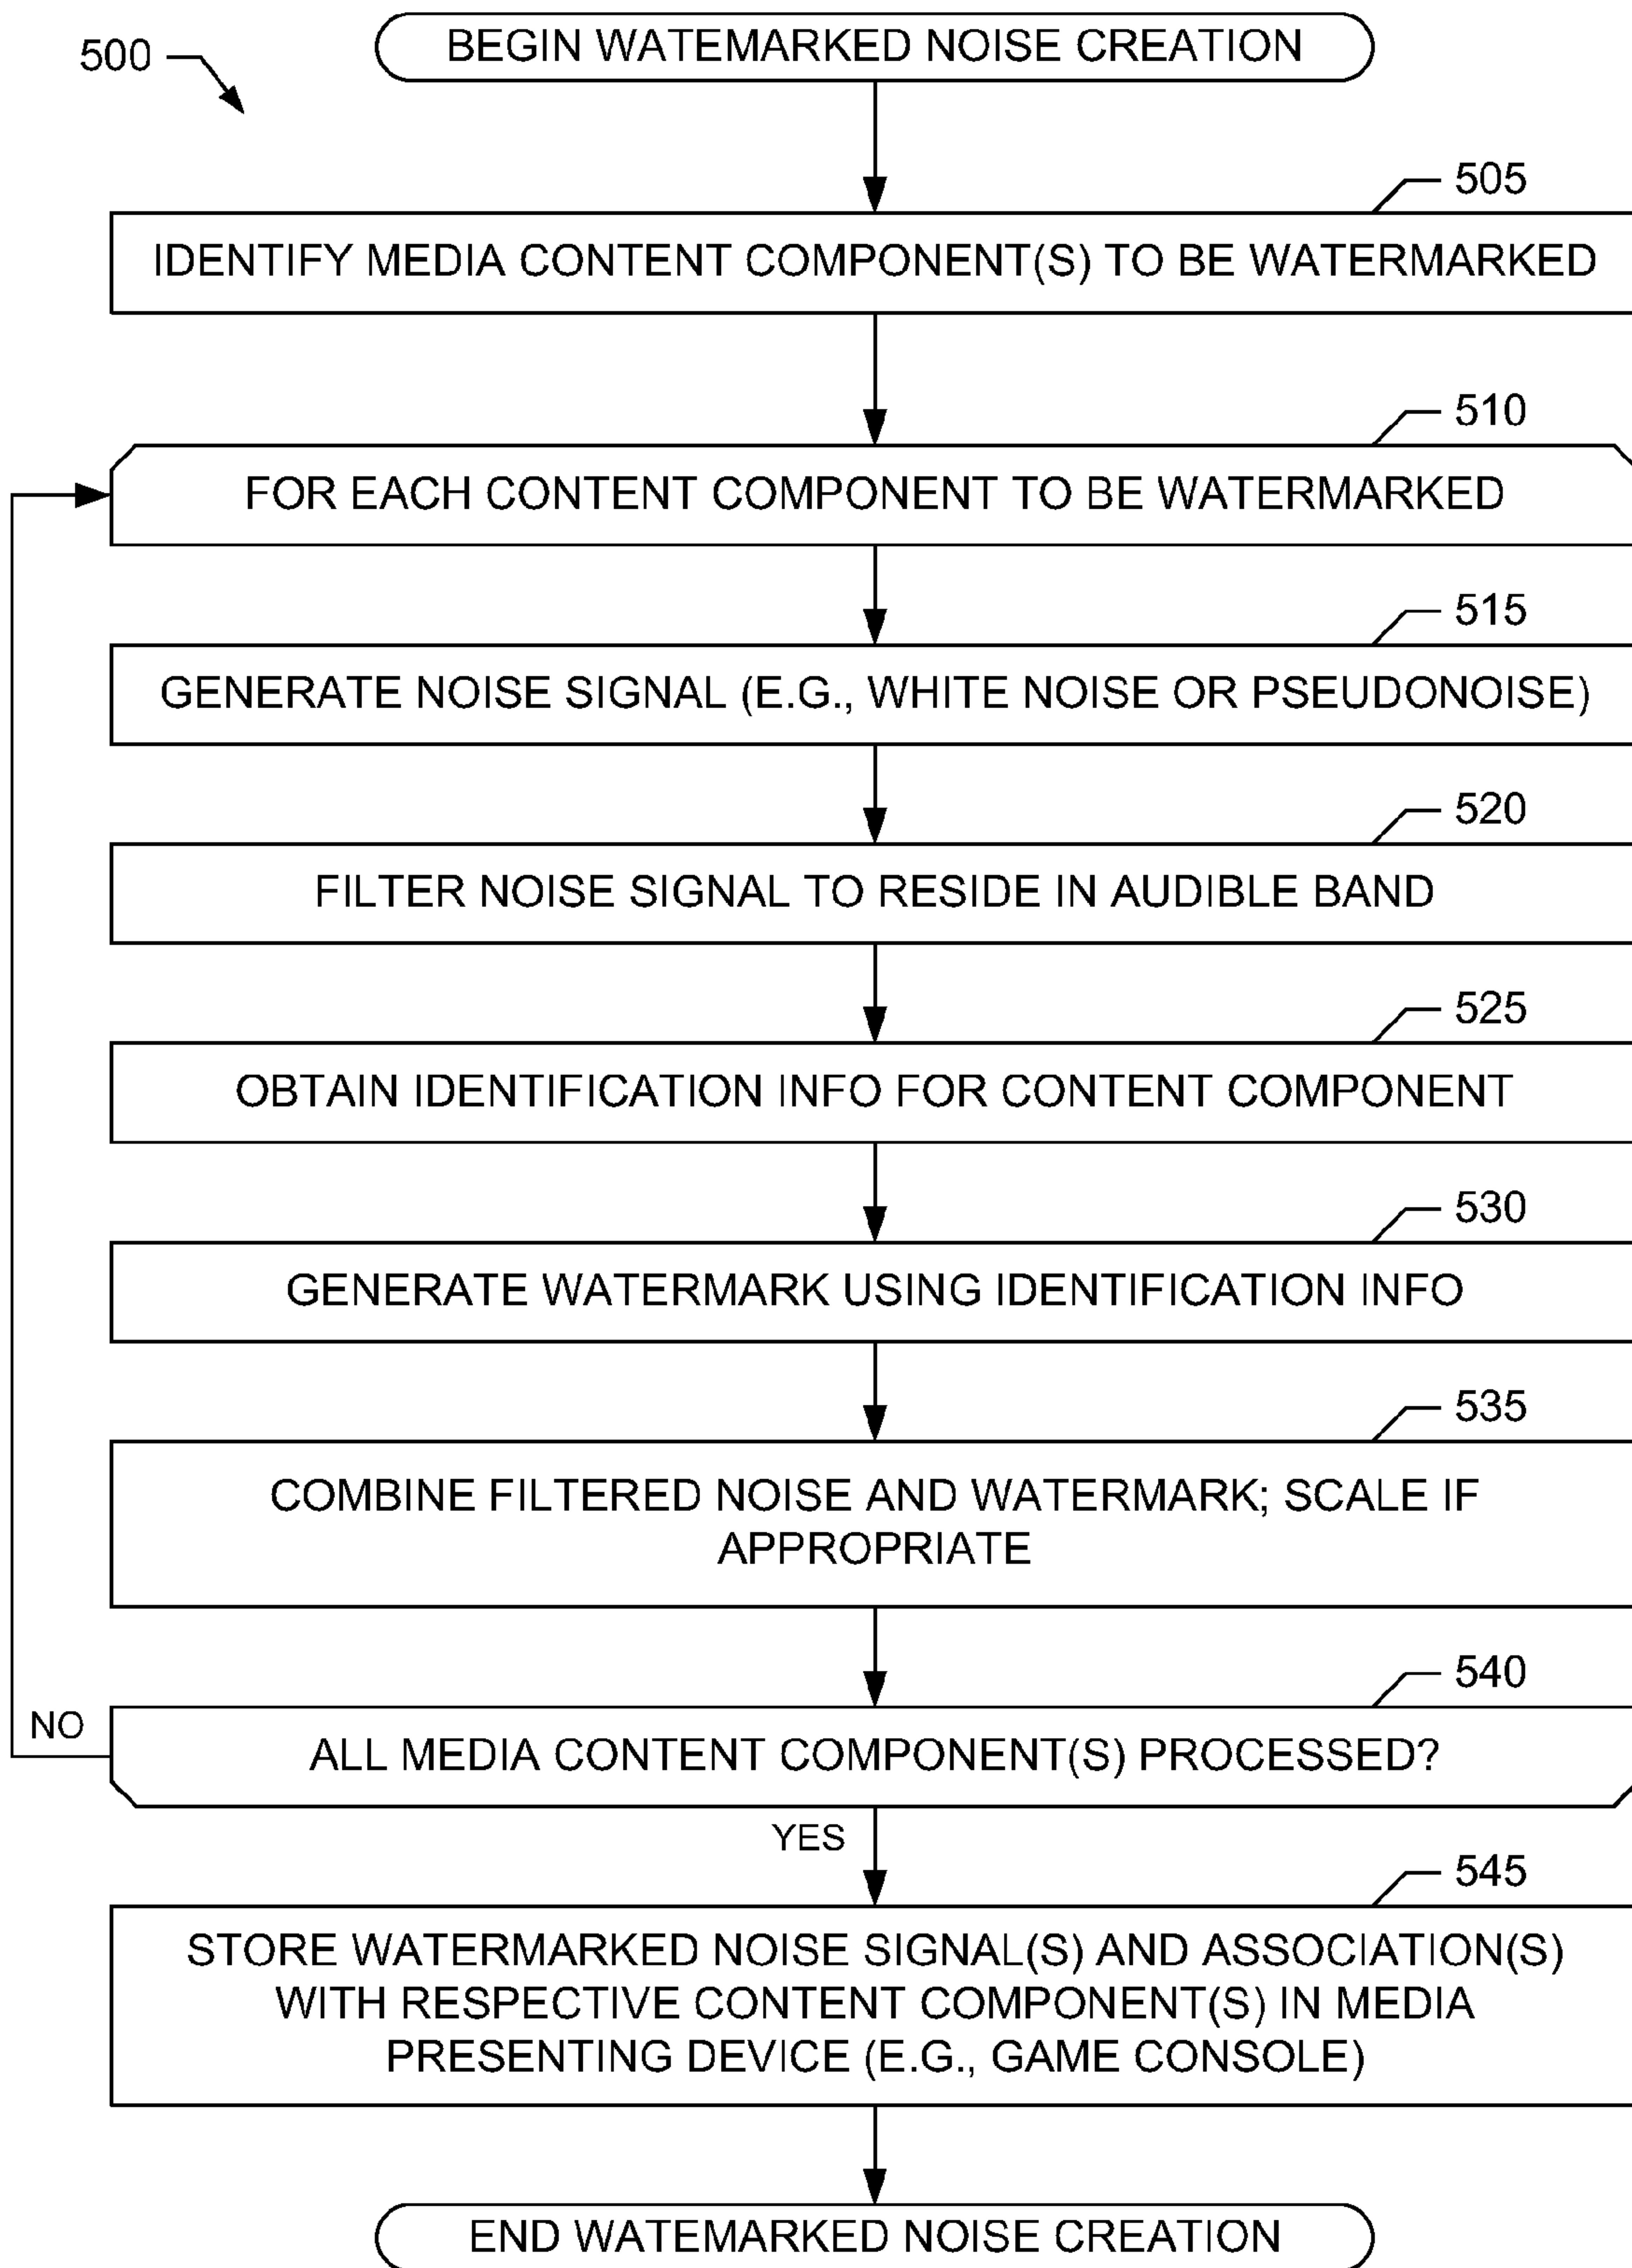 500
BEGIN WATEMARKED NOISE CREATION
505
IDENTIFY MEDIA CONTENT COMPONENT(S) TO BE WATERMARKED
510
FOR EACH CONTENT COMPONENT TO BE WATERMARKED
515
GENERATE NOISE SIGNAL (E.G., WHITE NOISE OR PSEUDONOISE)
520
FILTER NOISE SIGNAL TO RESIDE IN AUDIBLE BAND
525
OBTAIN IDENTIFICATION INFO FOR CONTENT COMPONENT
530
GENERATE WATERMARK USING IDENTIFICATION INFO
535
COMBINE FILTERED NOISE AND WATERMARK; SCALE IF
APPROPRIATE
540
NO
ALL MEDIA CONTENT COMPONENT(S) PROCESSED?
YES
545
STORE WATERMARKED NOISE SIGNAL(S) AND ASSOCIATION(S)
WITH RESPECTIVE CONTENT COMPONENT(S) IN MEDIA
PRESENTING DEVICE (E.G., GAME CONSOLE)
END WATEMARKED NOISE CREATION